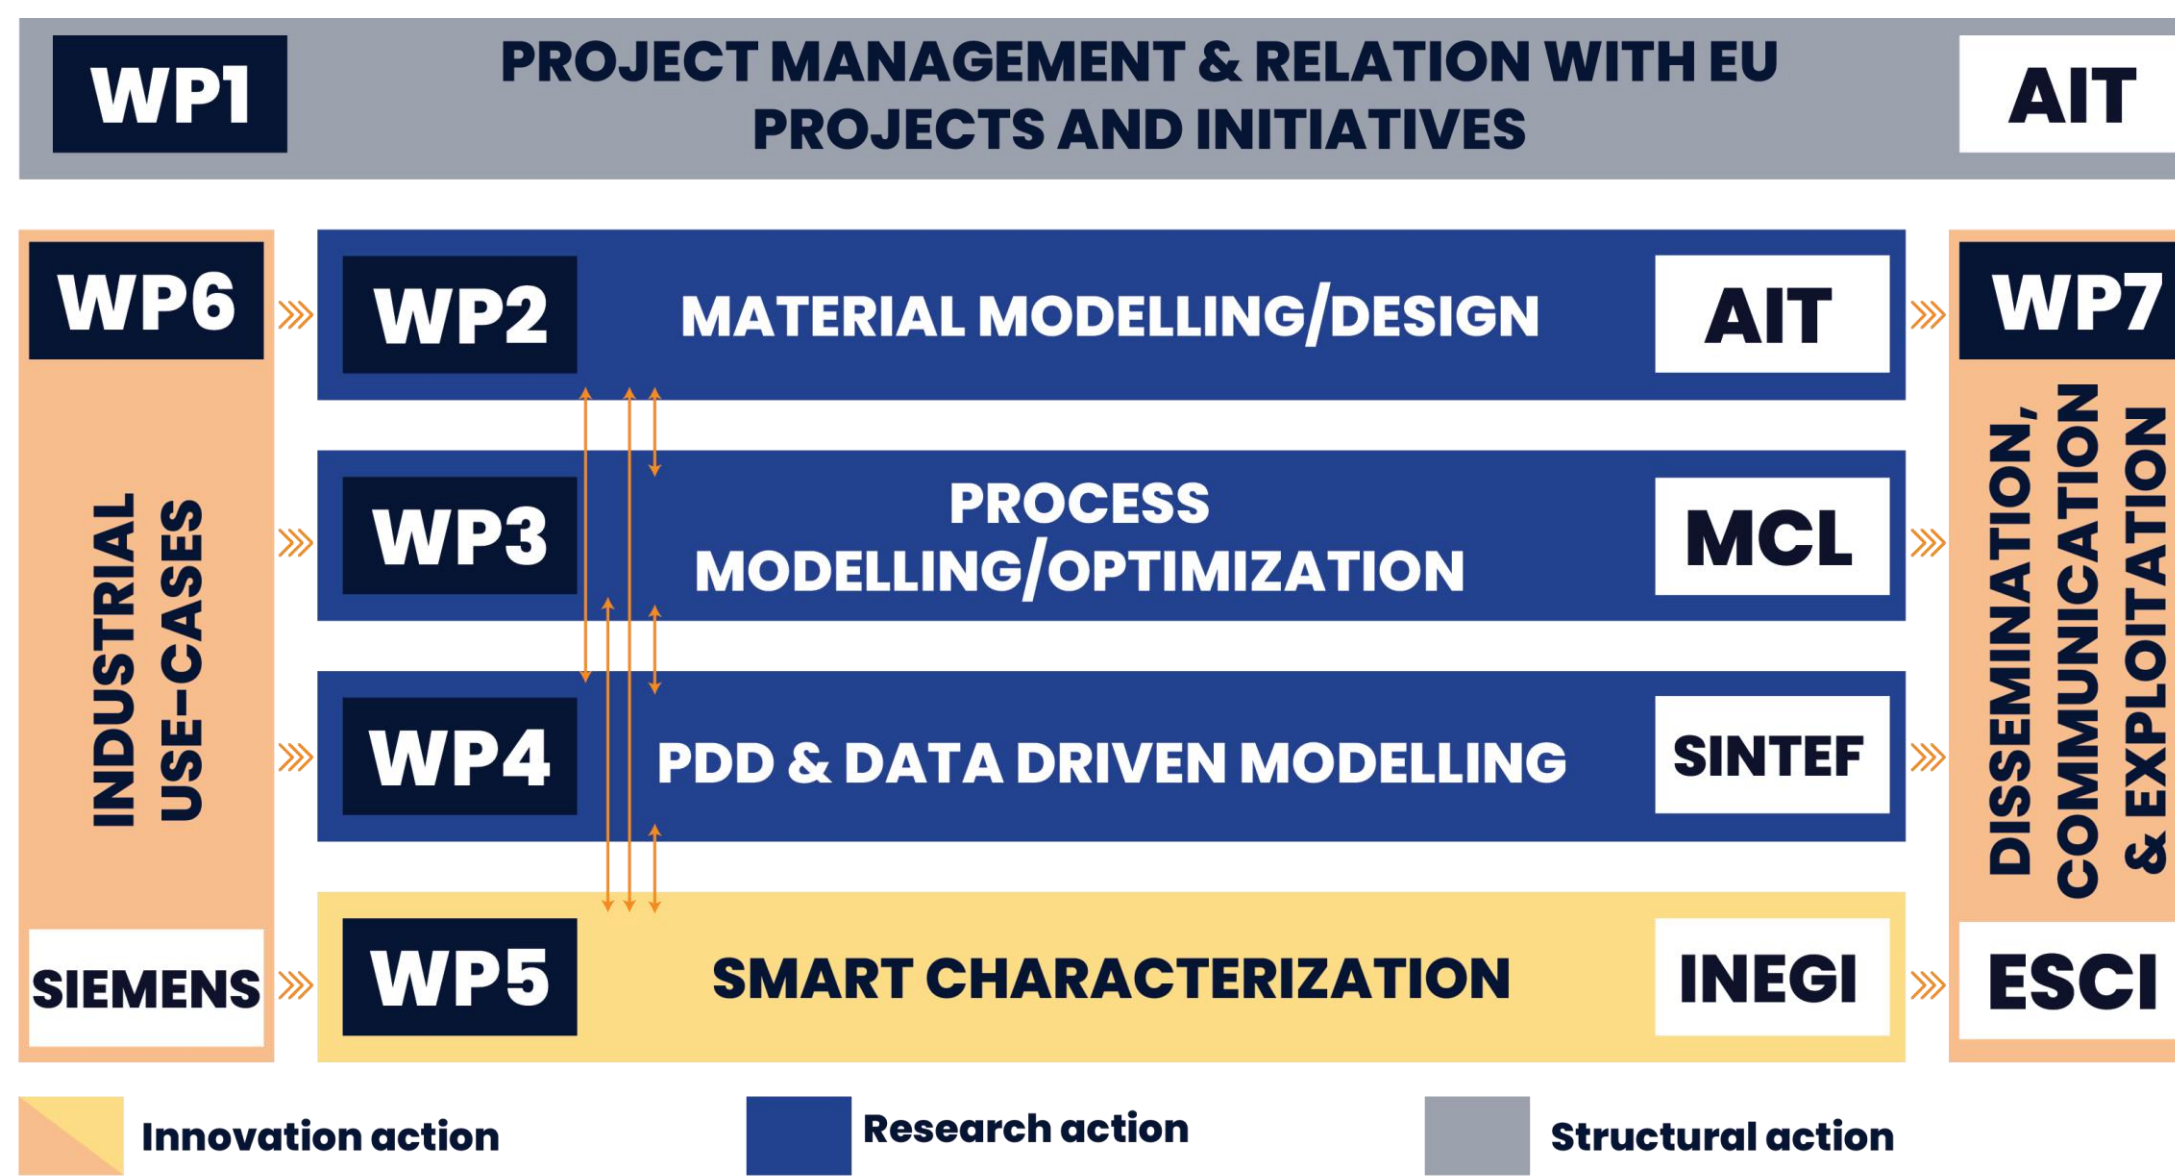 WP1
PROJECT MANAGEMENT & RELATION WITH EU
PROJECTS AND INITIATIVES
AIT
WP6
INDUSTRIAL
USE-CASES
SIEMENS
WP2
MATERIAL MODELLING/DESIGN
AIT
WP3
PROCESS
MODELLING/OPTIMIZATION
MCL
WP4
PDD & DATA DRIVEN MODELLING
SINTEF
WP5
SMART CHARACTERIZATION
INEGI
WP7
DISSEMINATION,
COMMUNICATION
& EXPLOITATION
ESCI
Innovation action
Research action
Structural action